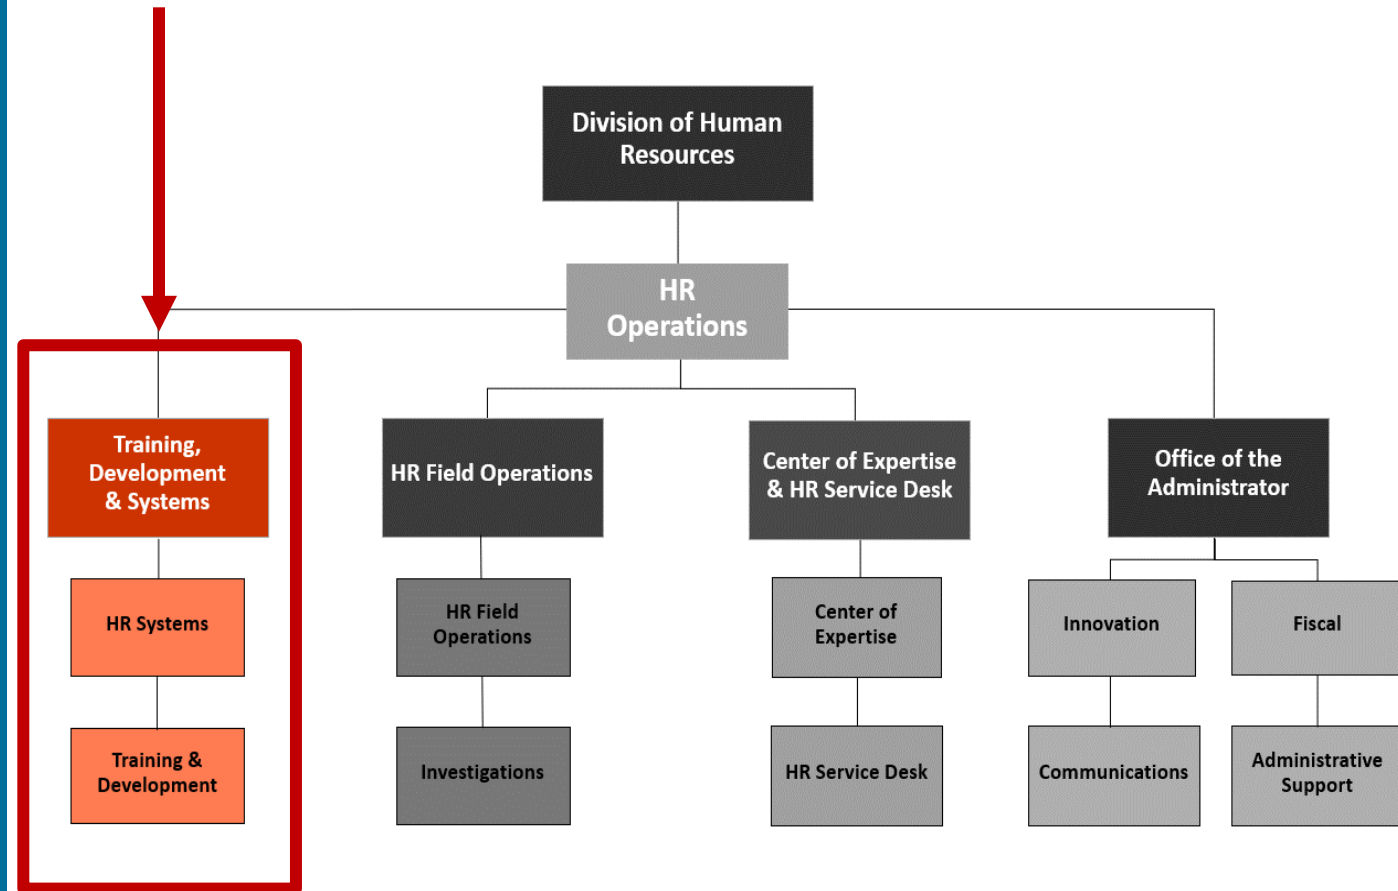 Division of Human
Resources
HR
Operations
Training,
Development
& Systems
HR Field Operations
Center of Expertise
& HR Service Desk
Office of the
Administrator
HR Systems
HR Field
Operations
Center of
Expertise
Innovation
Fiscal
Training &
Development
Investigations
HR Service Desk
Communications
Administrative
Support